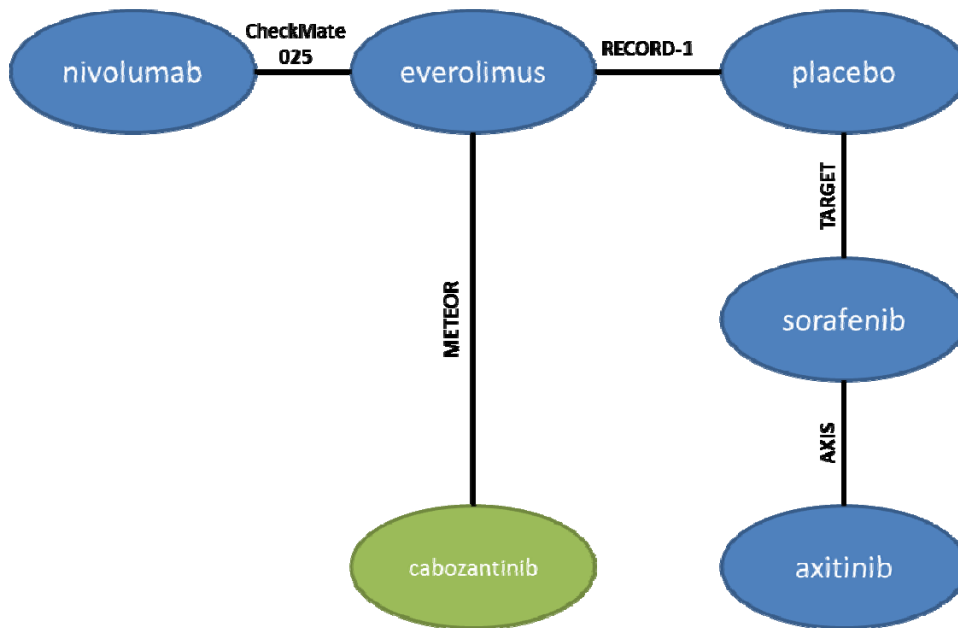 CheckMate
025
nivolumab
everolimus
RECORD-1
placebo
TARGET
METEOR
sorafenib
AXIS
cabozantinib
axitinib